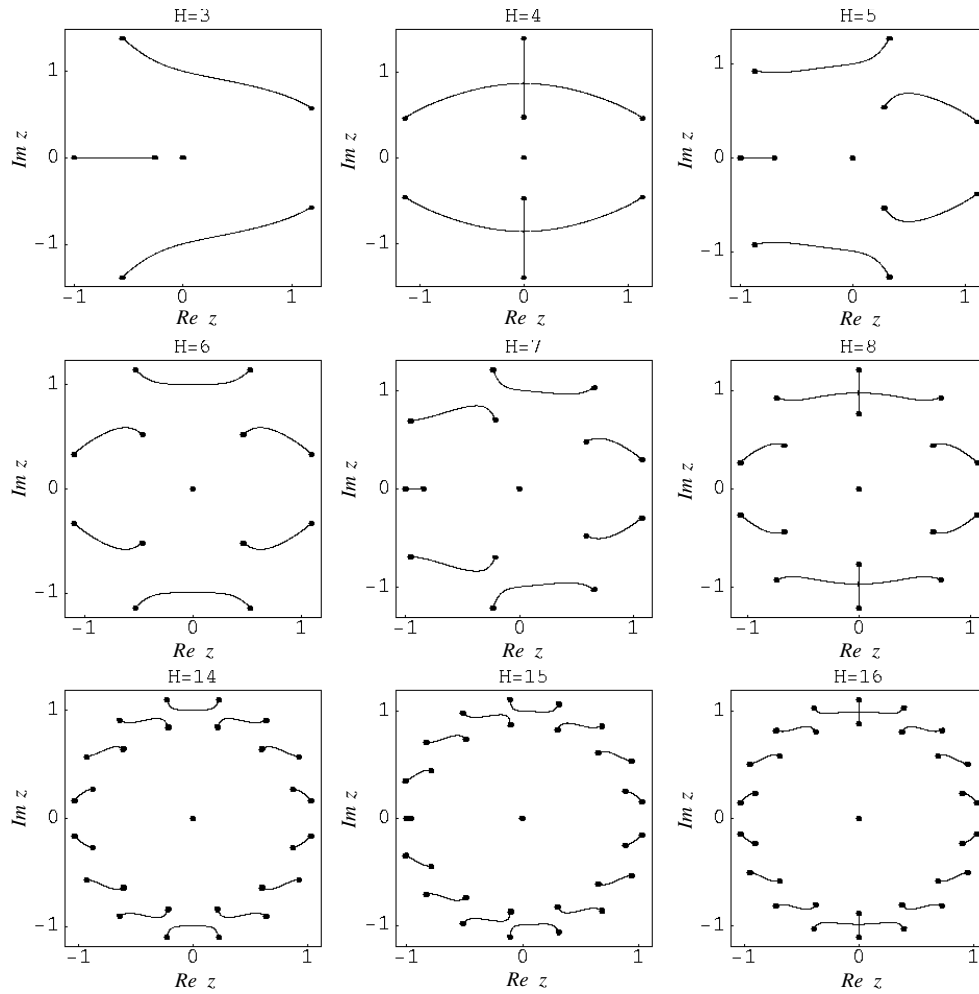 H=3 H=4 H=5
Im z 1 Im z 1 Im z 1
0 0 0
-1 -1 -1
-1 0 1 -1 0 1 -1 0 1
Re z Re z Re z
H=6 H=7 H=8
Im z 1 Im z 1 Im z 1
0 0 0
-1 -1 -1
-1 0 1 -1 0 1 -1 0 1
Re z Re z Re z
H=14 H=15 H=16
Im z 1 Im z 1 Im z 1
0 0 0
-1 -1 -1
-1 0 1 -1 0 1 -1 0 1
Re z Re z Re z